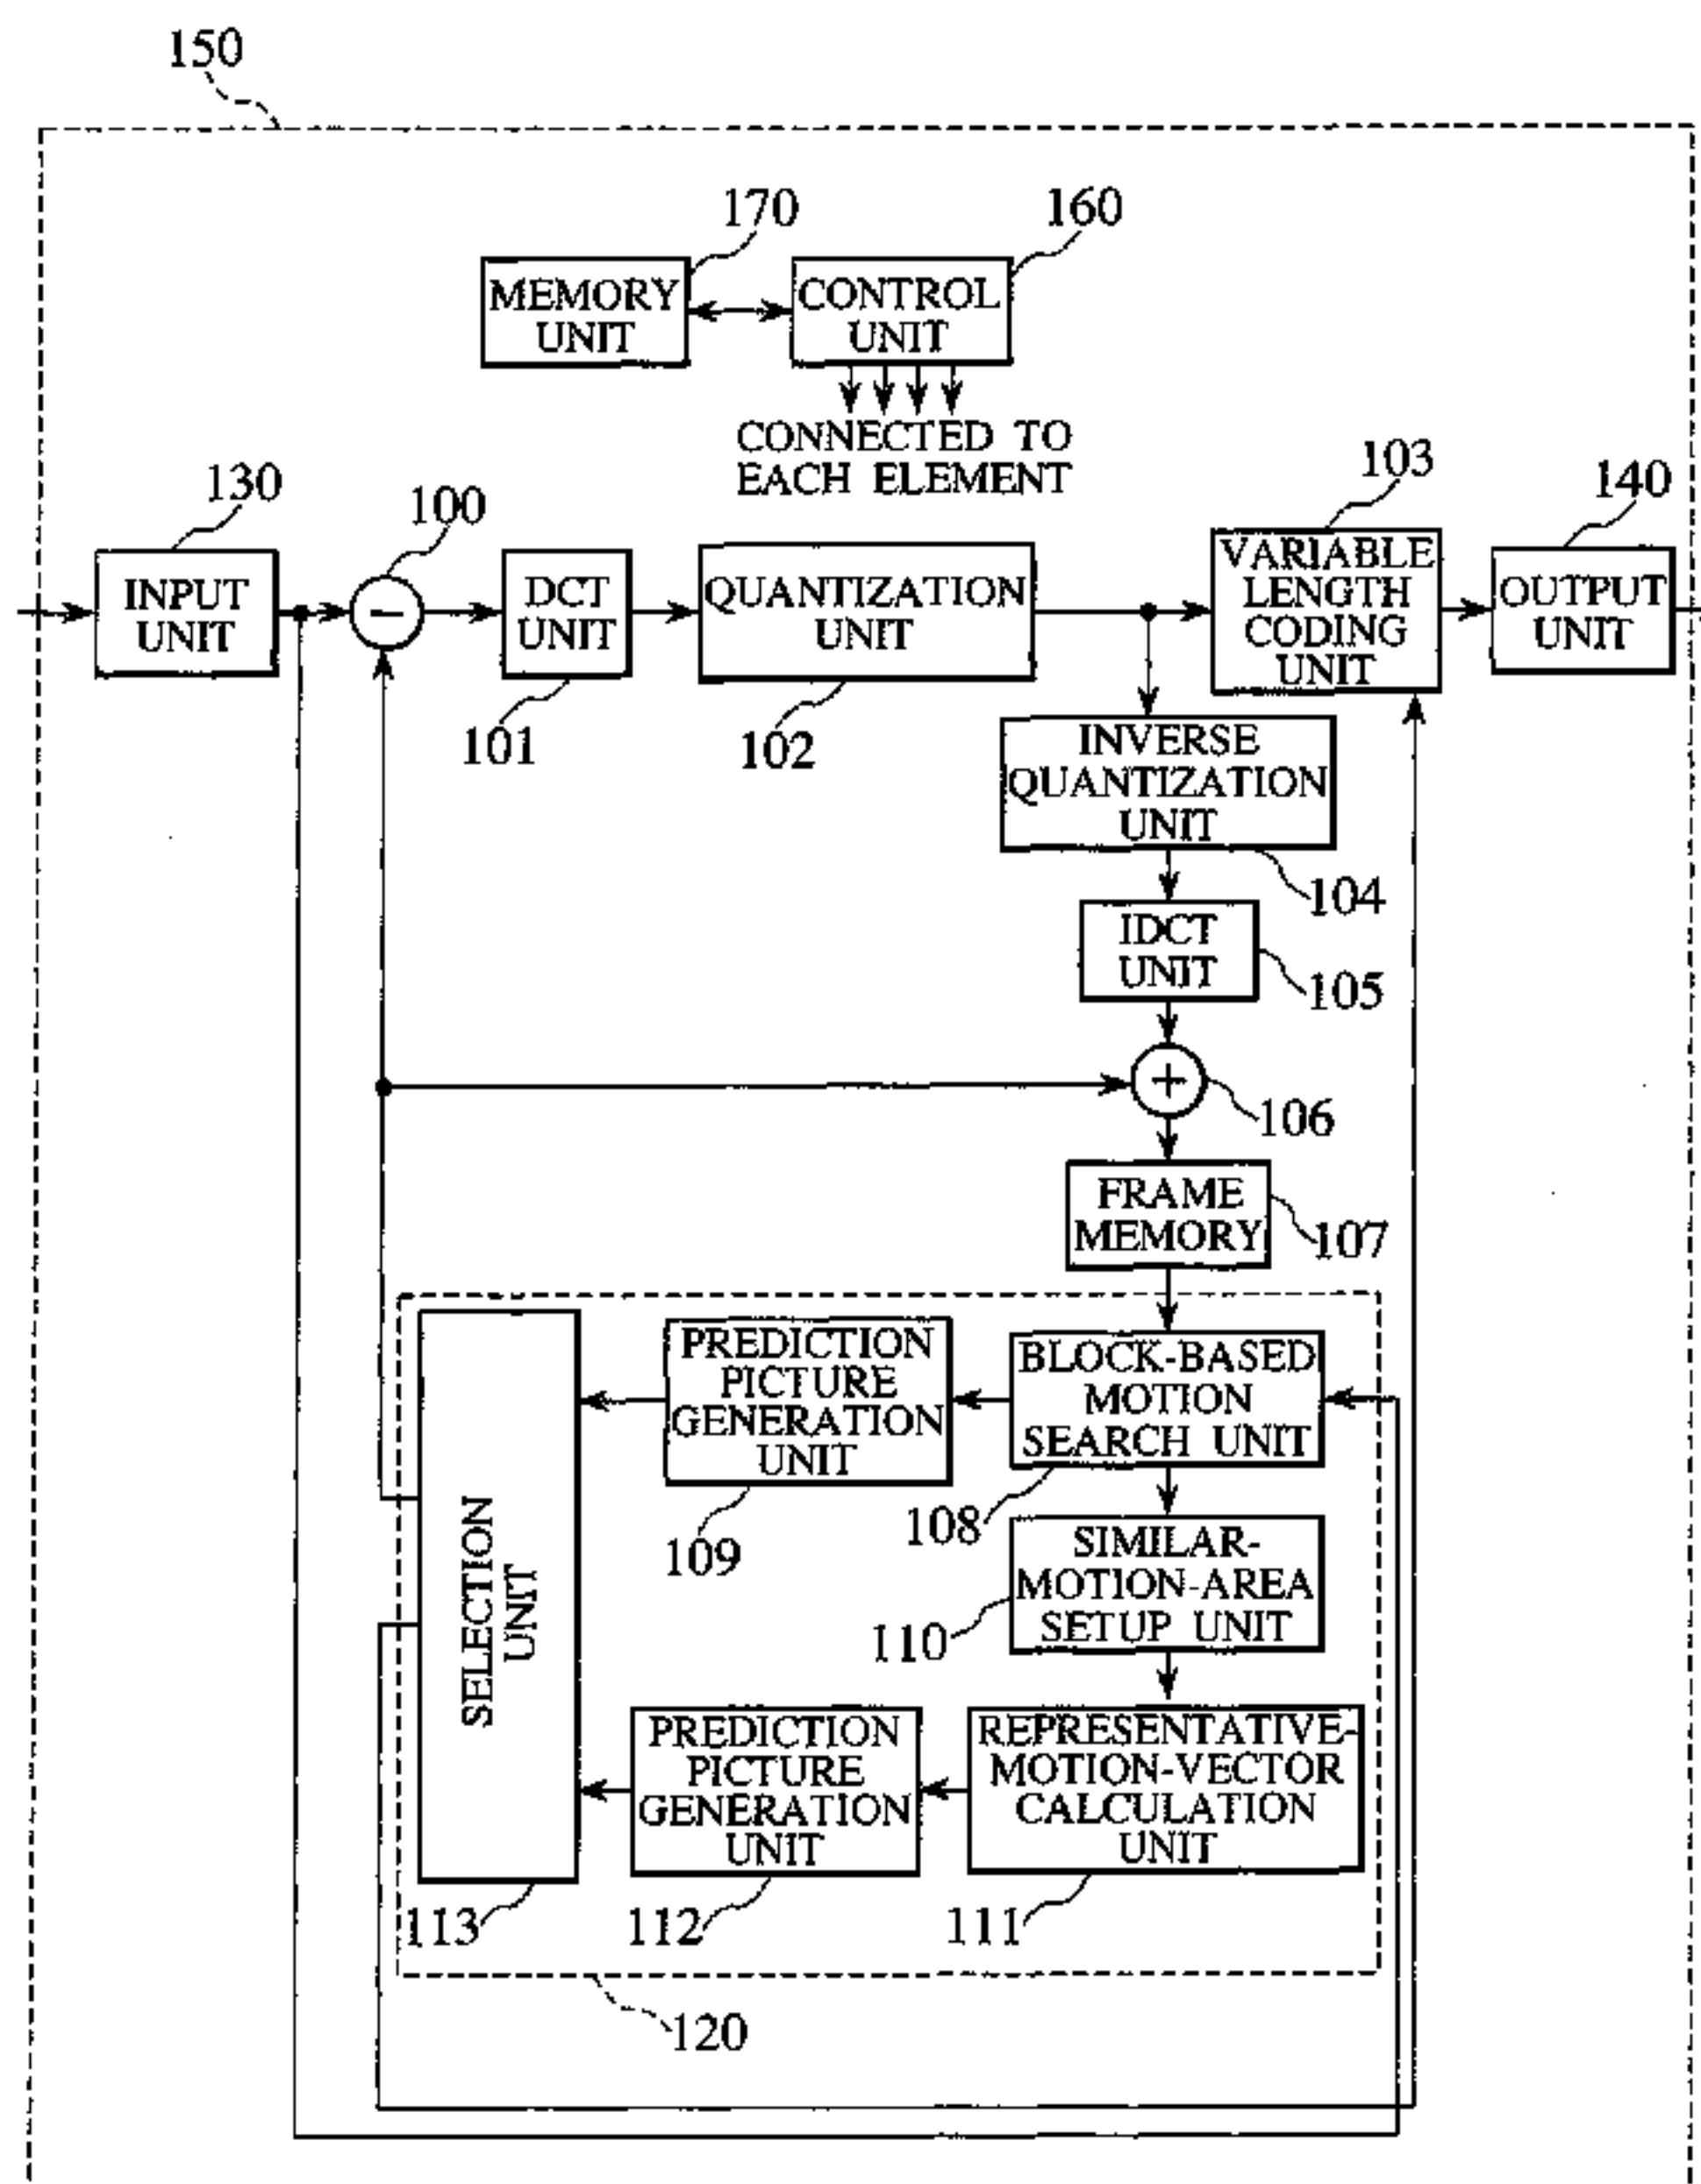 150
170
160
MEMORY
UNIT
CONTROL
UNIT
CONNECTED TO
EACH ELEMENT
130
100
103
140
INPUT
UNIT
−
DCT
UNIT
QUANTIZATION
UNIT
VARIABLE
LENGTH
CODING
UNIT
OUTPUT
UNIT
101
102
INVERSE
QUANTIZATION
UNIT
104
IDCT
UNIT
105
+
106
FRAME
MEMORY
107
PREDICTION
PICTURE
GENERATION
UNIT
109
BLOCK-BASED
MOTION
SEARCH UNIT
108
SELECTION
UNIT
SIMILAR-
MOTION-AREA
SETUP UNIT
110
PREDICTION
PICTURE
GENERATION
UNIT
REPRESENTATIVE-
MOTION-VECTOR
CALCULATION
UNIT
113
112
111
120